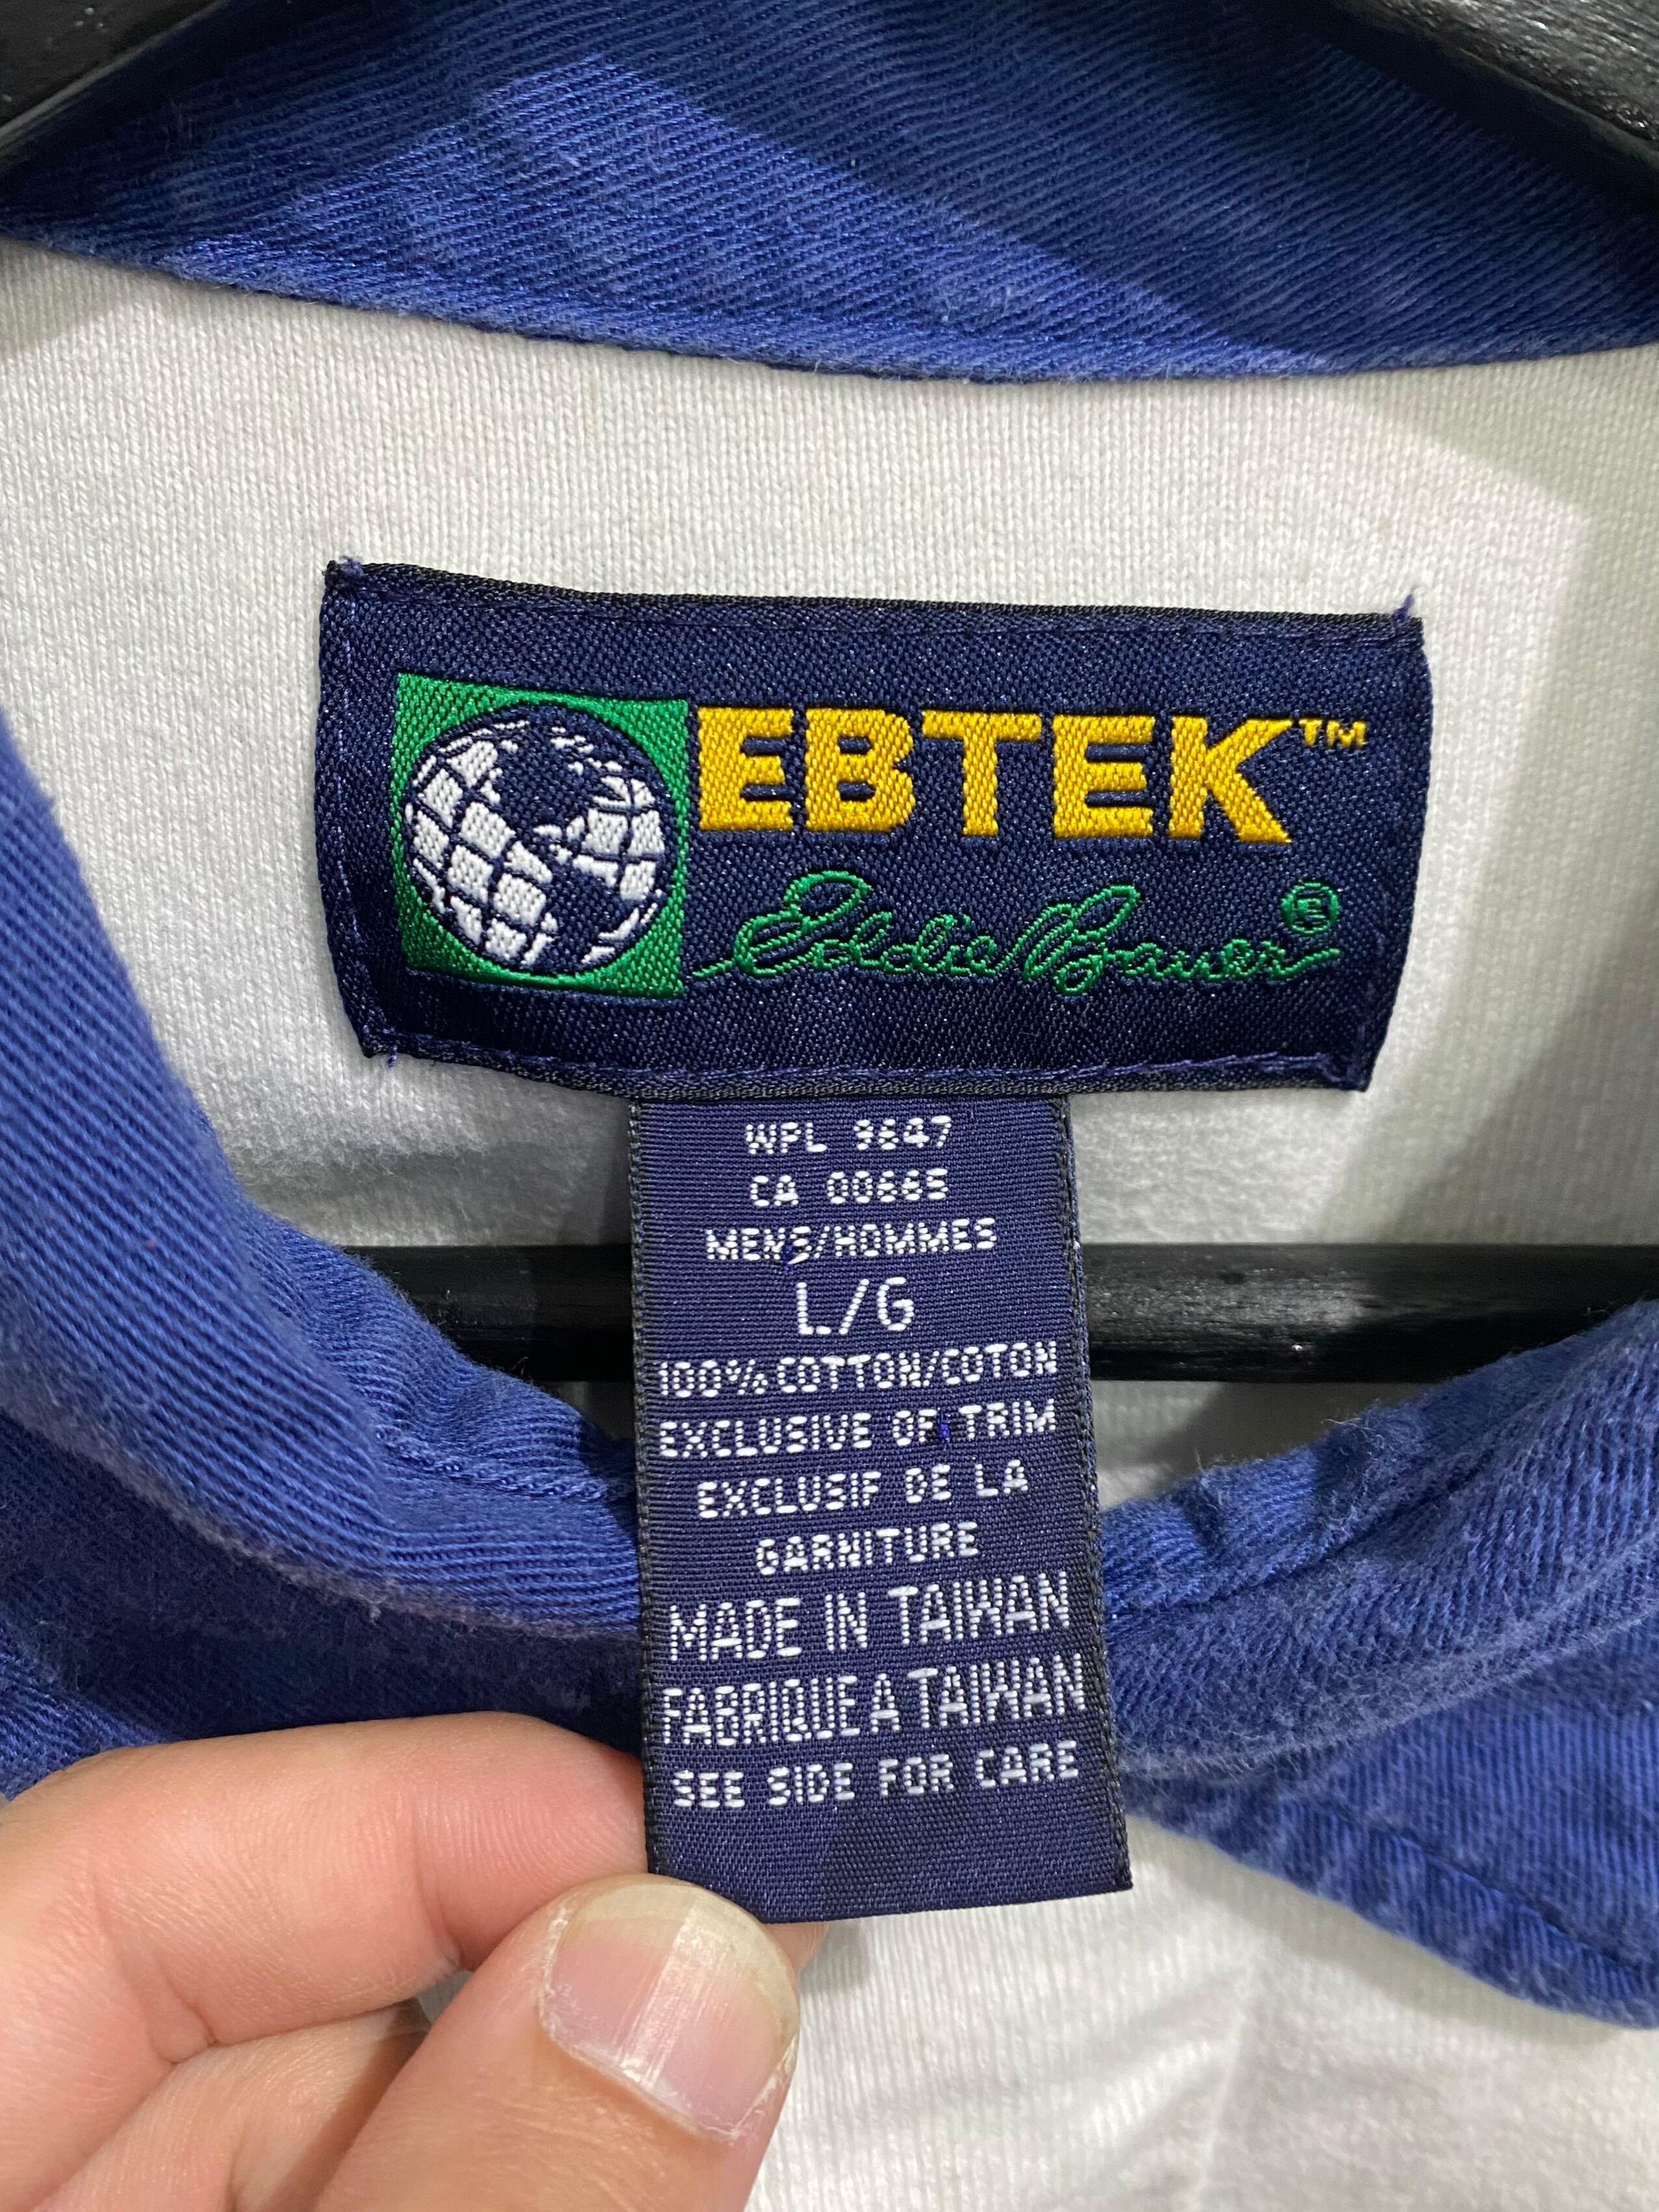 EBTEK™
Eddie Bauer®
WPL 9647
CA 00665
MENS/HOMMES
L/G
100% COTTON/COTON
EXCLUSIVE OF TRIM
EXCLUSIF DE LA
GARNITURE
MADE IN TAIWAN
FABRIQUE A TAIWAN
SEE SIDE FOR CARE